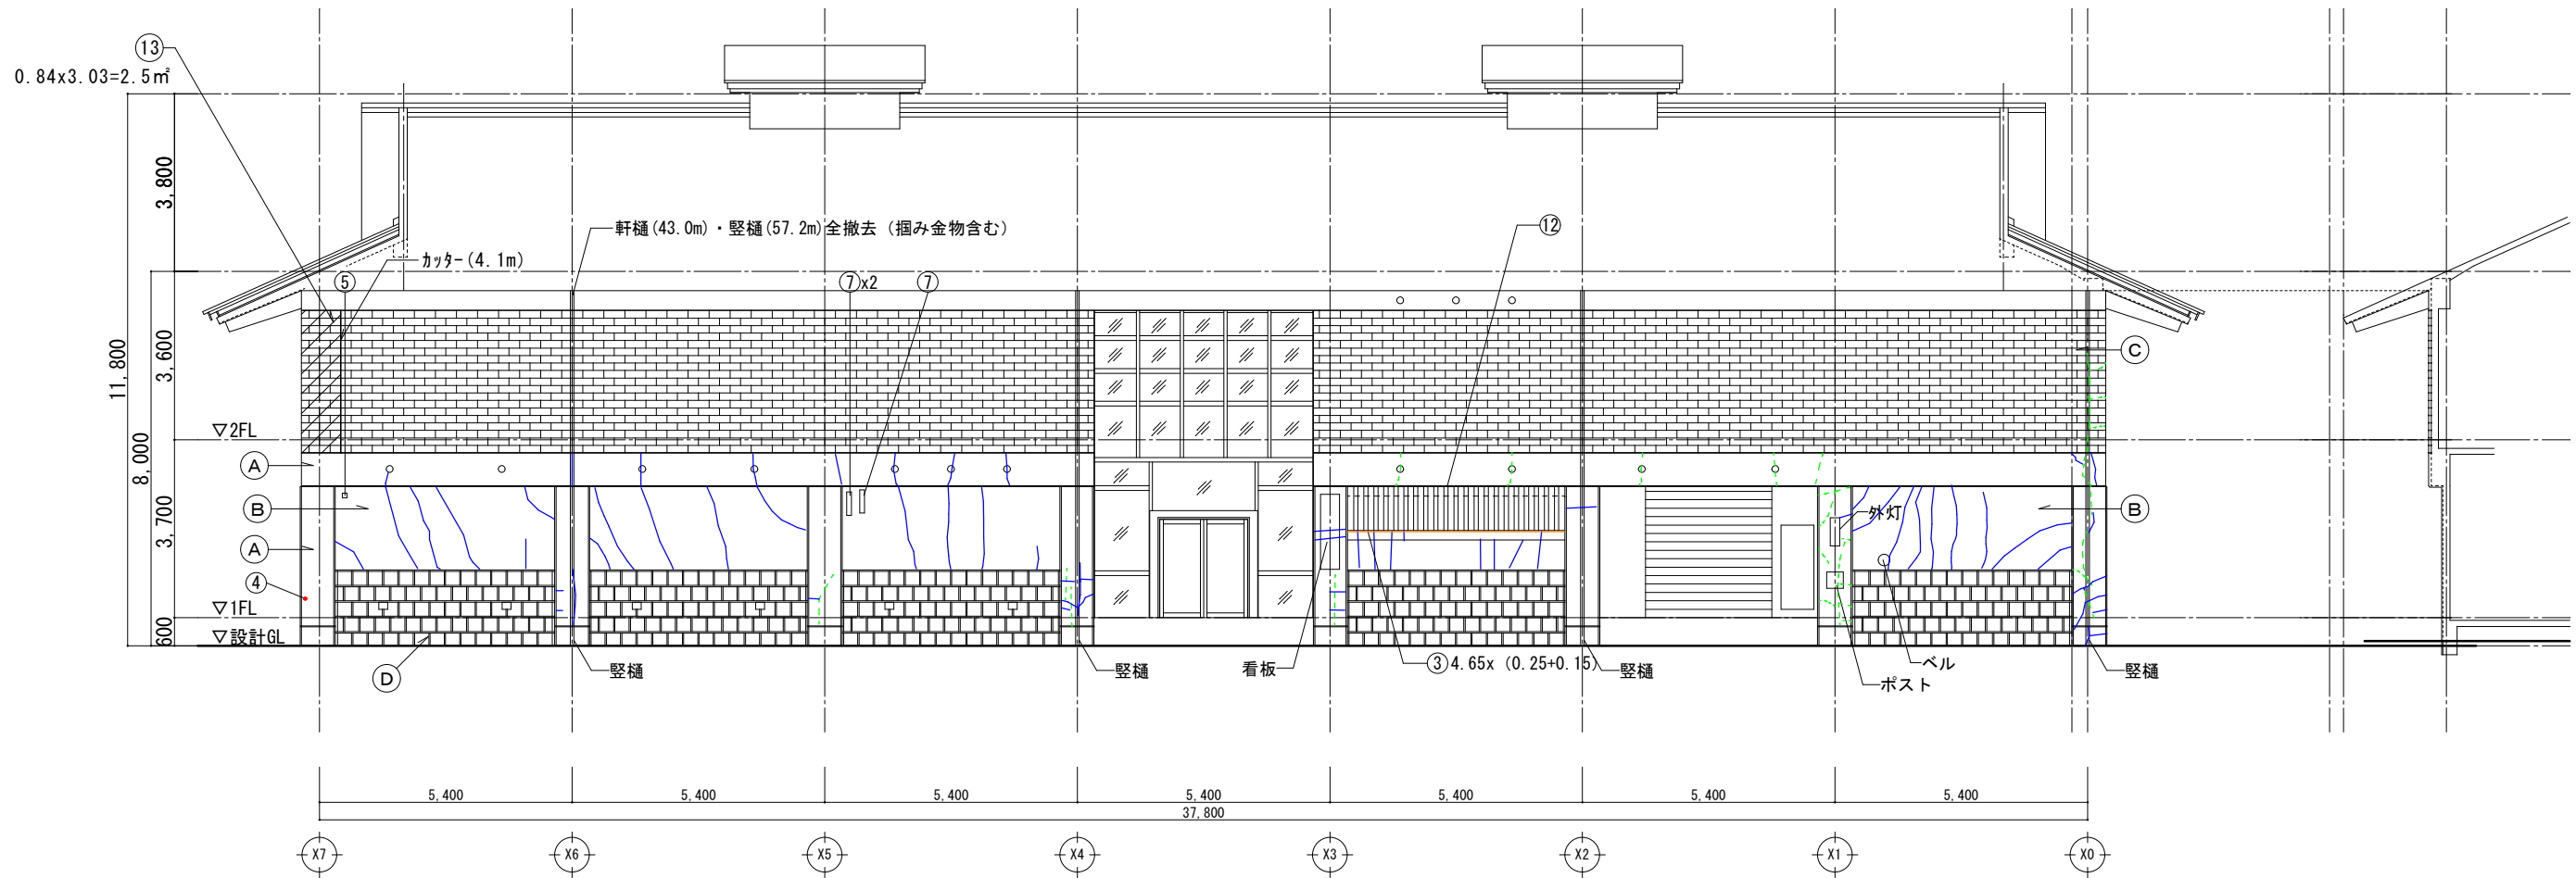 ⑬
0.84x3.03=2.5㎡
軒樋(43.0m)・竪樋(57.2m)全撤去（掴み金物含む）
⑫
カッター(4.1m)
⑤
⑦x2
⑦
3,800
11,800
3,600
8,000
3,700
600
▽2FL
▽1FL
▽設計GL
Ⓐ
Ⓑ
Ⓐ
④
Ⓓ
Ⓒ
Ⓑ
外灯
竪樋
竪樋
看板
③4.65x（0.25+0.15）
竪樋
ベル
ポスト
竪樋
5,400
5,400
5,400
5,400
5,400
5,400
5,400
37,800
X7
X6
X5
X4
X3
X2
X1
X0